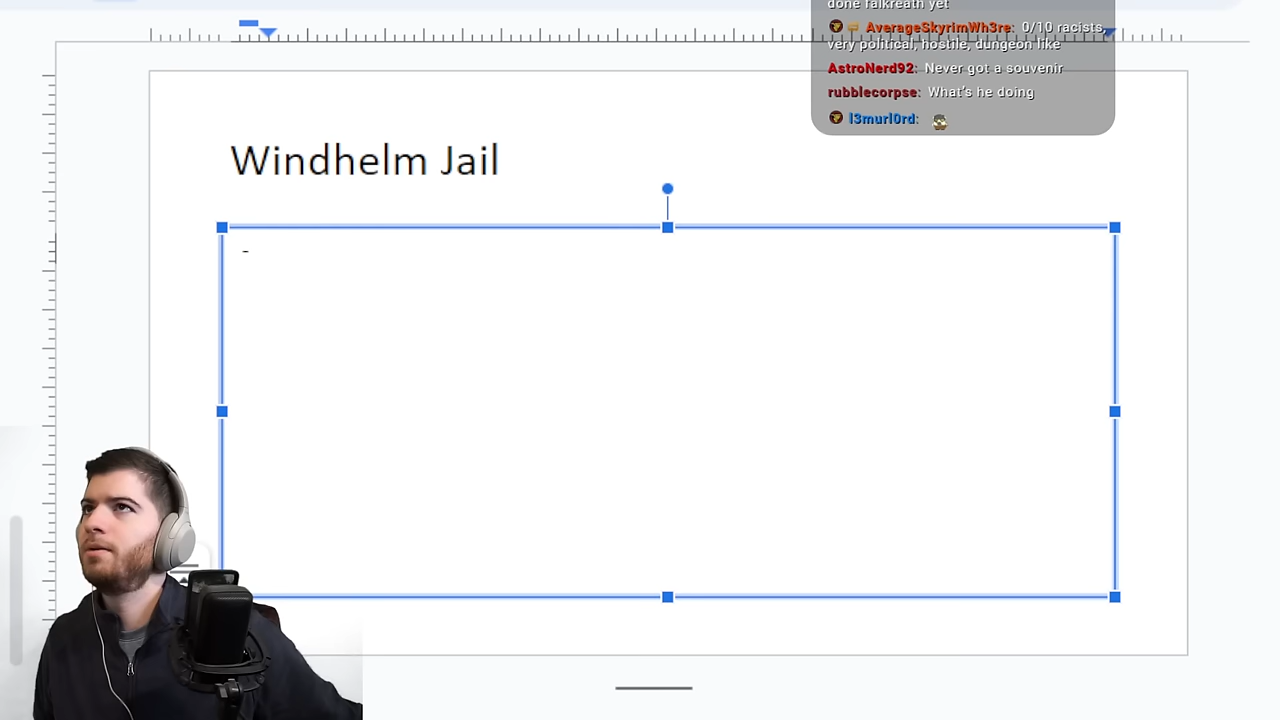 done falkreath yet
AverageSkyrimWh3re: 0/10 racists,
very political, hostile, dungeon like
AstroNerd92: Never got a souvenir
rubblecorpse: What's he doing
l3murl0rd:
Windhelm Jail
-